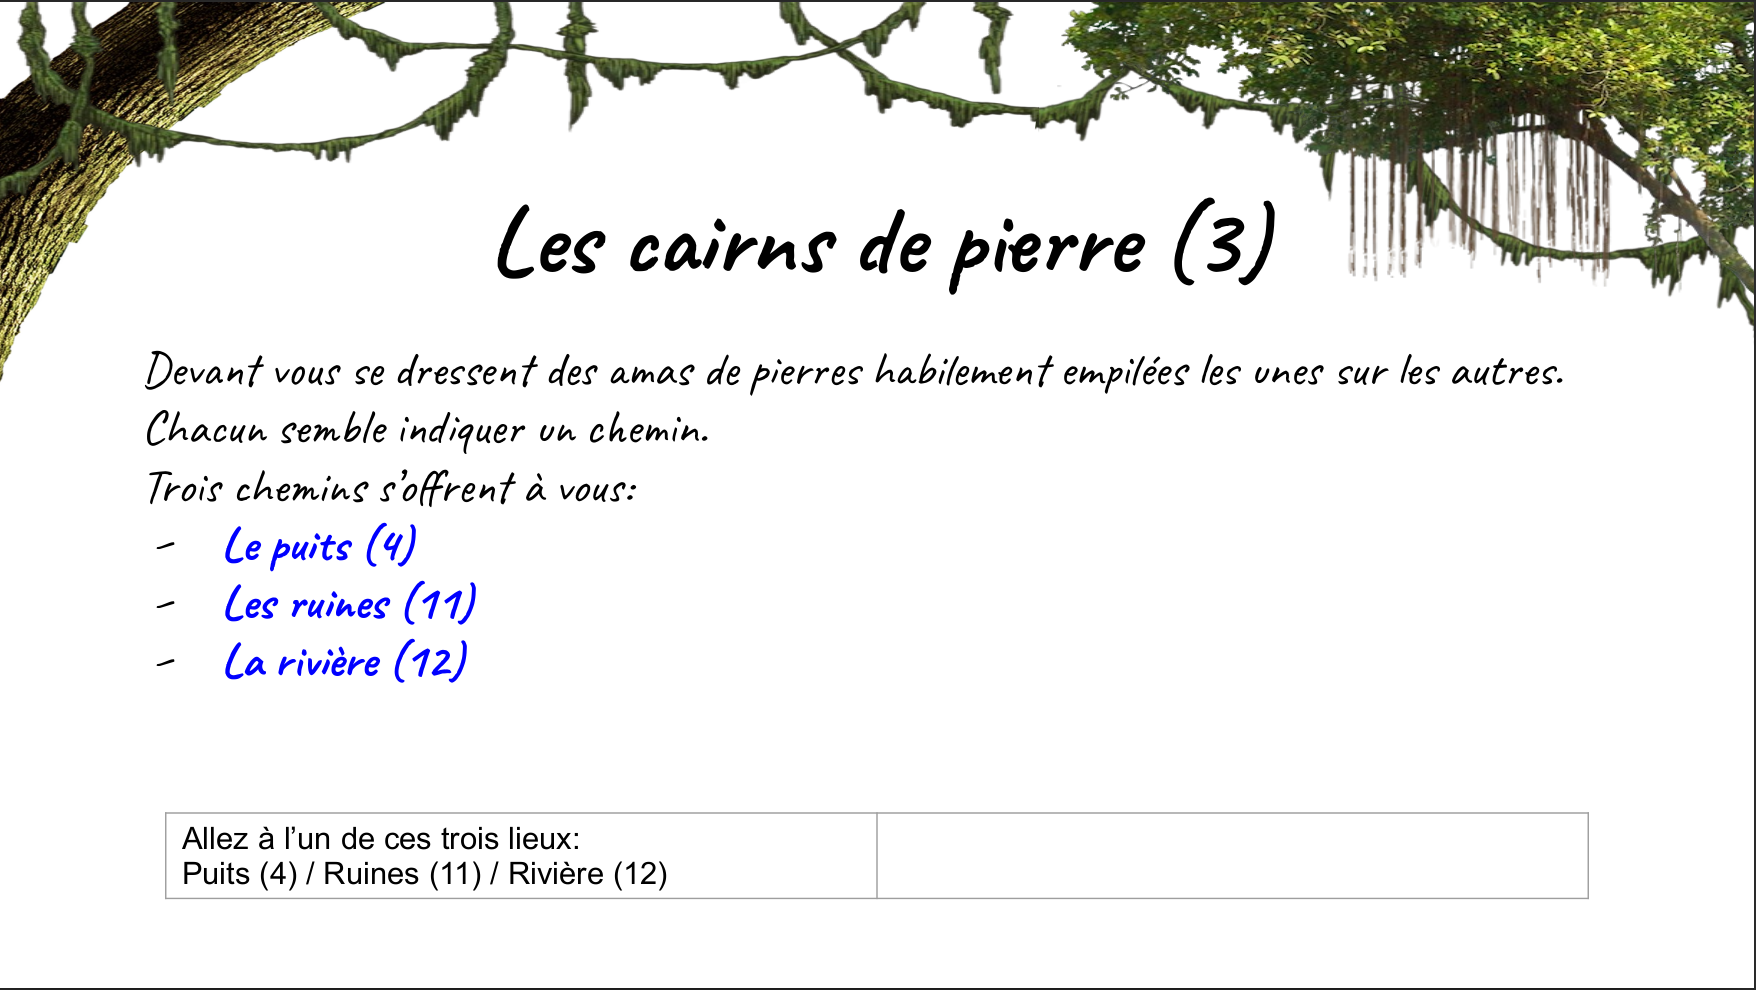 Les cairns de pierre (3)
Devant vous se dressent des amas de pierres habilement empilées les unes sur les autres.
Chacun semble indiquer un chemin.
Trois chemins s’offrent à vous:
- Le puits (4)
- Les ruines (11)
- La rivière (12)
Allez à l’un de ces trois lieux:
Puits (4) / Ruines (11) / Rivière (12)